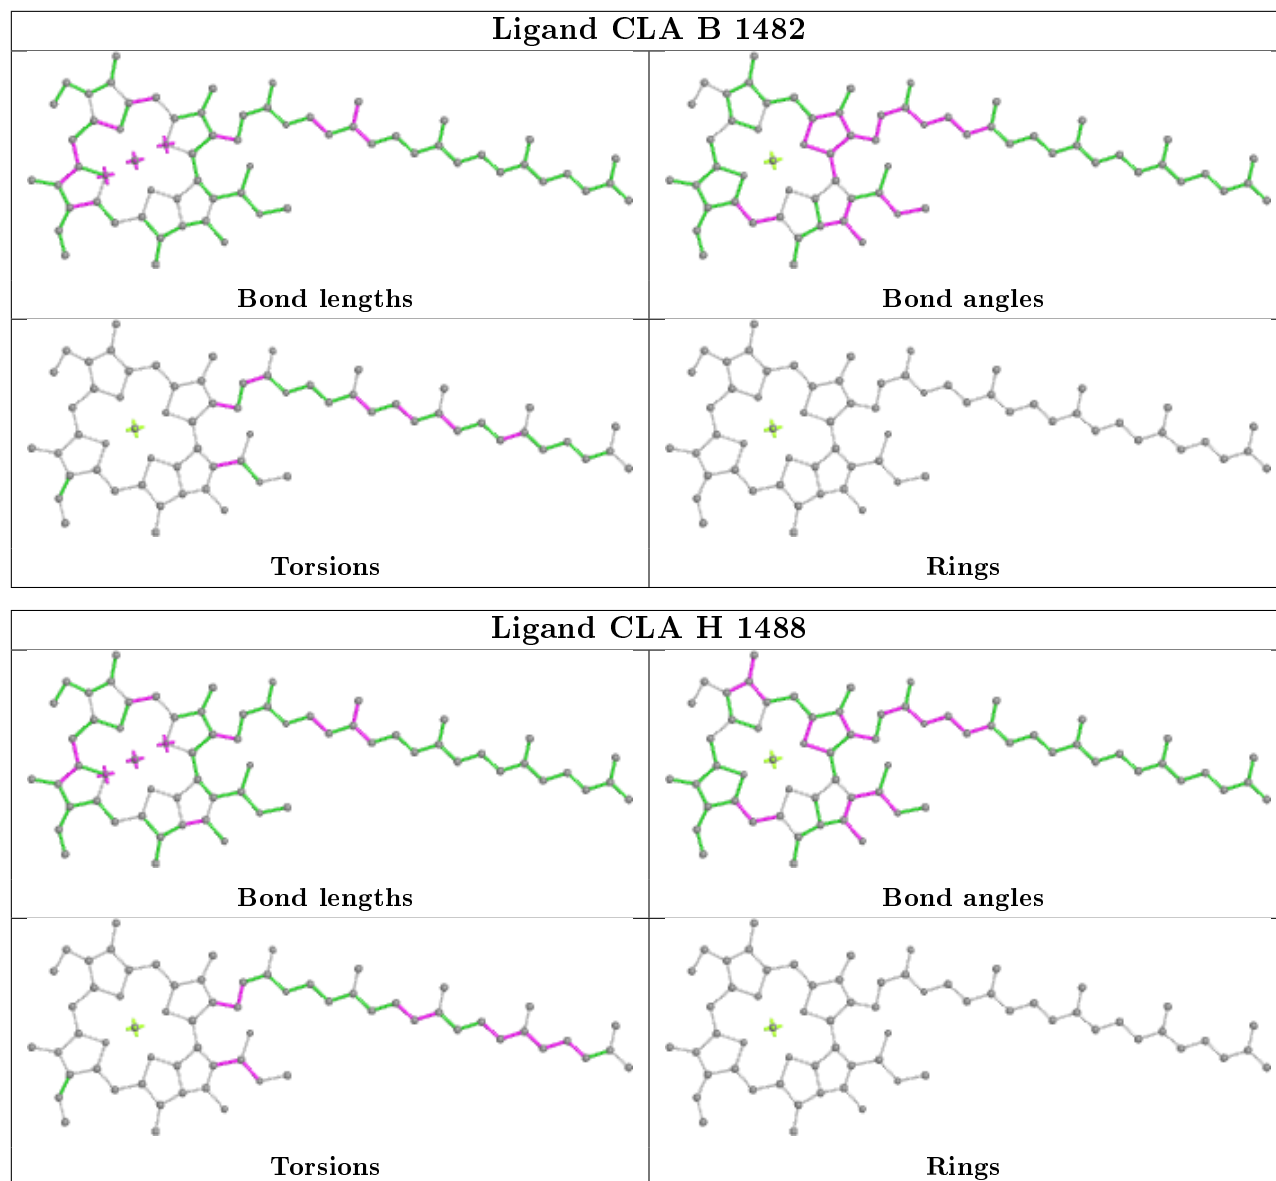 Ligand CLA B 1482
Bond lengths
Bond angles
Torsions
Rings
Ligand CLA H 1488
Bond lengths
Bond angles
Torsions
Rings